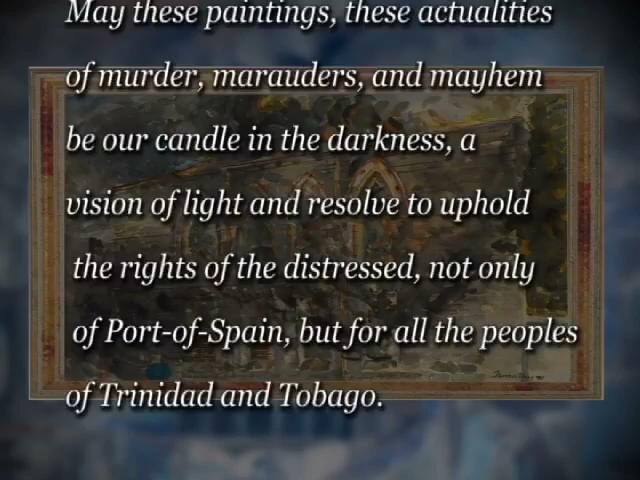 May these paintings, these actualities
of murder, marauders, and mayhem
be our candle in the darkness, a
vision of light and resolve to uphold
the rights of the distressed, not only
of Port-of-Spain, but for all the peoples
of Trinidad and Tobago.